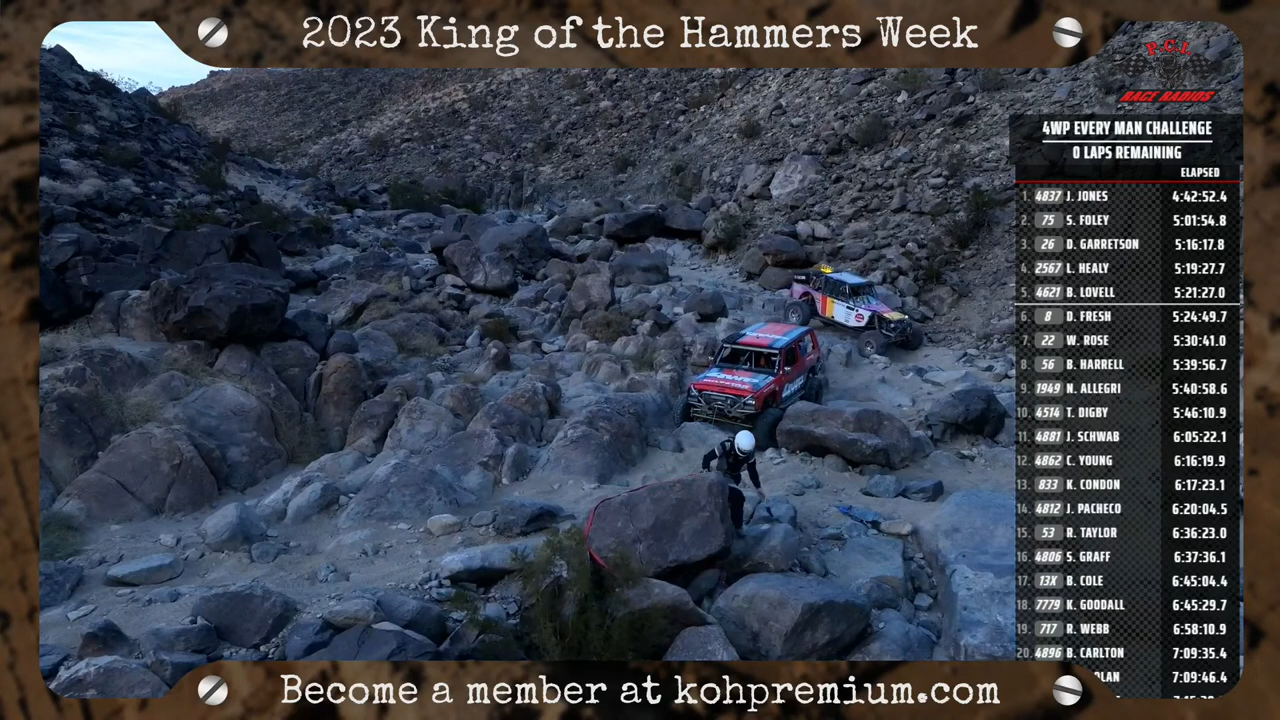 2023 King of the Hammers Week
P.C.I.
RACE RADIOS
4WP EVERY MAN CHALLENGE
0 LAPS REMAINING
ELAPSED
1. 4837 J. JONES 4:42:52.4
2. 75 S. FOLEY 5:01:54.8
3. 26 D. GARRETSON 5:16:17.8
4. 2567 L. HEALY 5:19:27.7
5. 4621 B. LOVELL 5:21:27.0
6. 8 D. FRESH 5:24:49.7
7. 22 W. ROSE 5:30:41.0
8. 56 B. HARRELL 5:39:56.7
9. 1949 N. ALLEGRI 5:40:58.6
10. 4514 T. DIGBY 5:46:10.9
11. 4881 J. SCHWAB 6:05:22.1
12. 4862 C. YOUNG 6:16:19.9
13. 833 K. CONDON 6:17:23.1
14. 4812 J. PACHECO 6:20:04.5
15. 53 R. TAYLOR 6:36:23.0
16. 4806 S. GRAFF 6:37:36.1
17. 13X B. COLE 6:45:04.4
18. 7779 K. GOODALL 6:45:29.7
19. 717 R. WEBB 6:58:10.9
20. 4896 B. CARLTON 7:09:35.4
7:09:46.4
Become a member at kohpremium.com